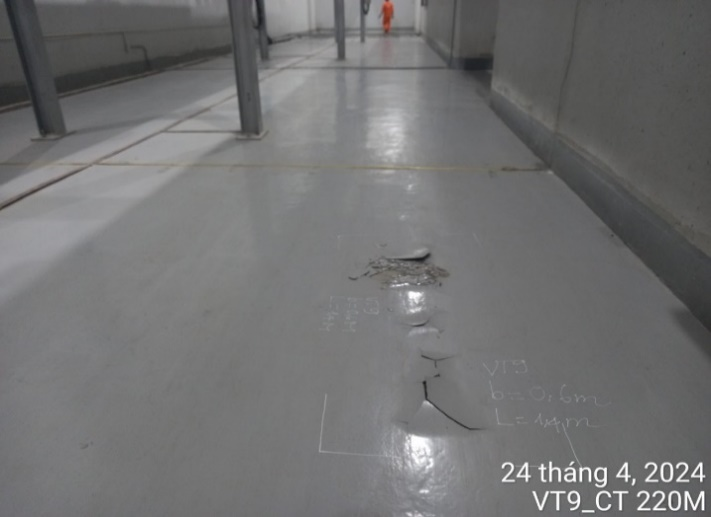 VT9
b=0,6m
L=1,4m
24 tháng 4, 2024
VT9_CT 220M